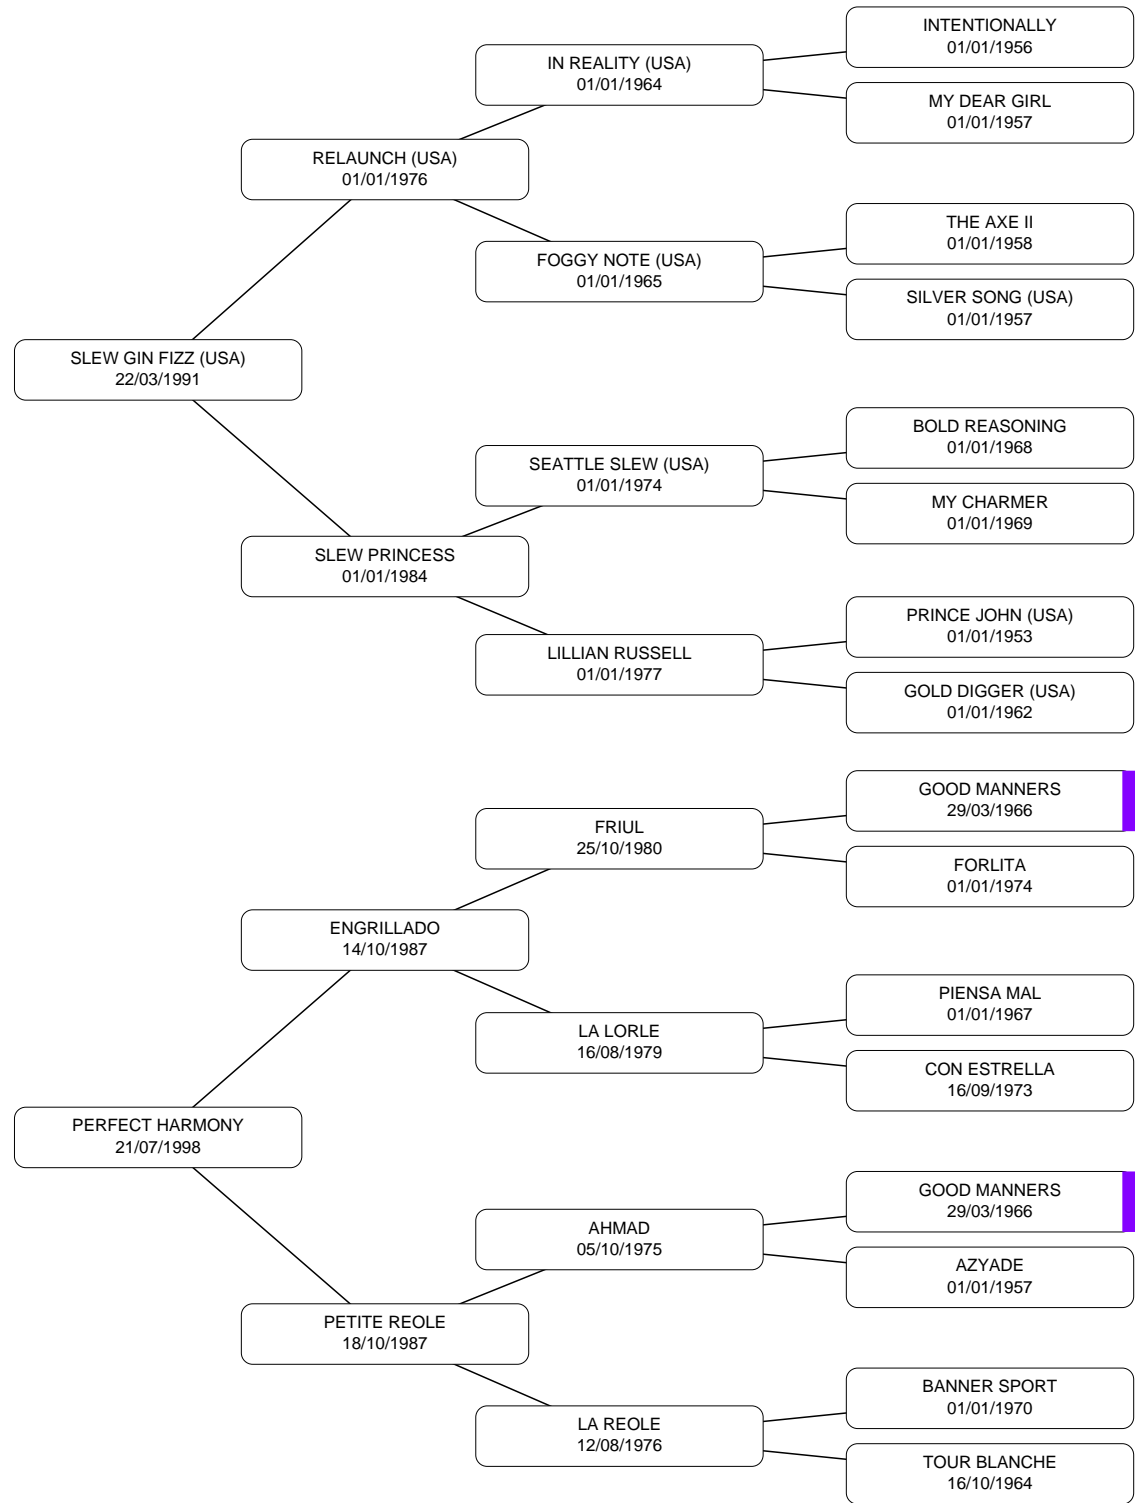 INTENTIONALLY
01/01/1956
IN REALITY (USA)
01/01/1964
MY DEAR GIRL
01/01/1957
RELAUNCH (USA)
01/01/1976
THE AXE II
01/01/1958
FOGGY NOTE (USA)
01/01/1965
SILVER SONG (USA)
01/01/1957
SLEW GIN FIZZ (USA)
22/03/1991
BOLD REASONING
01/01/1968
SEATTLE SLEW (USA)
01/01/1974
MY CHARMER
01/01/1969
SLEW PRINCESS
01/01/1984
PRINCE JOHN (USA)
01/01/1953
LILLIAN RUSSELL
01/01/1977
GOLD DIGGER (USA)
01/01/1962
GOOD MANNERS
29/03/1966
FRIUL
25/10/1980
FORLITA
01/01/1974
ENGRILLADO
14/10/1987
PIENSA MAL
01/01/1967
LA LORLE
16/08/1979
CON ESTRELLA
16/09/1973
PERFECT HARMONY
21/07/1998
GOOD MANNERS
29/03/1966
AHMAD
05/10/1975
AZYADE
01/01/1957
PETITE REOLE
18/10/1987
BANNER SPORT
01/01/1970
LA REOLE
12/08/1976
TOUR BLANCHE
16/10/1964